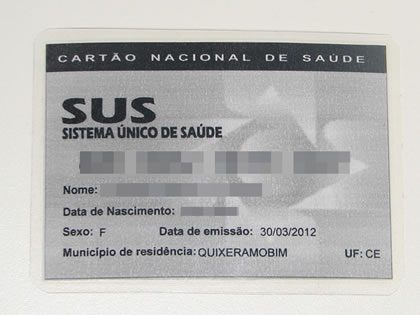 CARTÃO NACIONAL DE SAÚDE
SUS
SISTEMA ÚNICO DE SAÚDE
Nome:
Data de Nascimento:
Sexo: F Data de emissão: 30/03/2012
Município de residência: QUIXERAMOBIM UF: CE